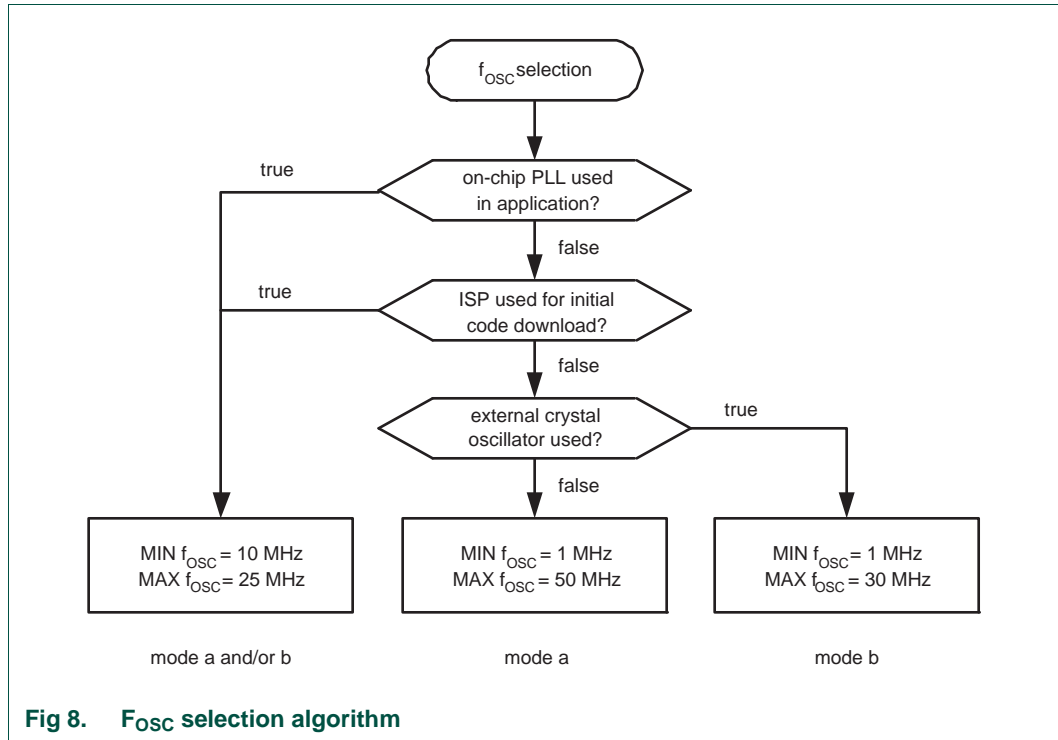 fOSC selection
true
on-chip PLL used
in application?
false
true
ISP used for initial
code download?
false
external crystal
oscillator used?
true
false
MIN fOSC = 10 MHz
MAX fOSC = 25 MHz
MIN fOSC = 1 MHz
MAX fOSC = 50 MHz
MIN fOSC = 1 MHz
MAX fOSC = 30 MHz
mode a and/or b
mode a
mode b
Fig 8. FOSC selection algorithm